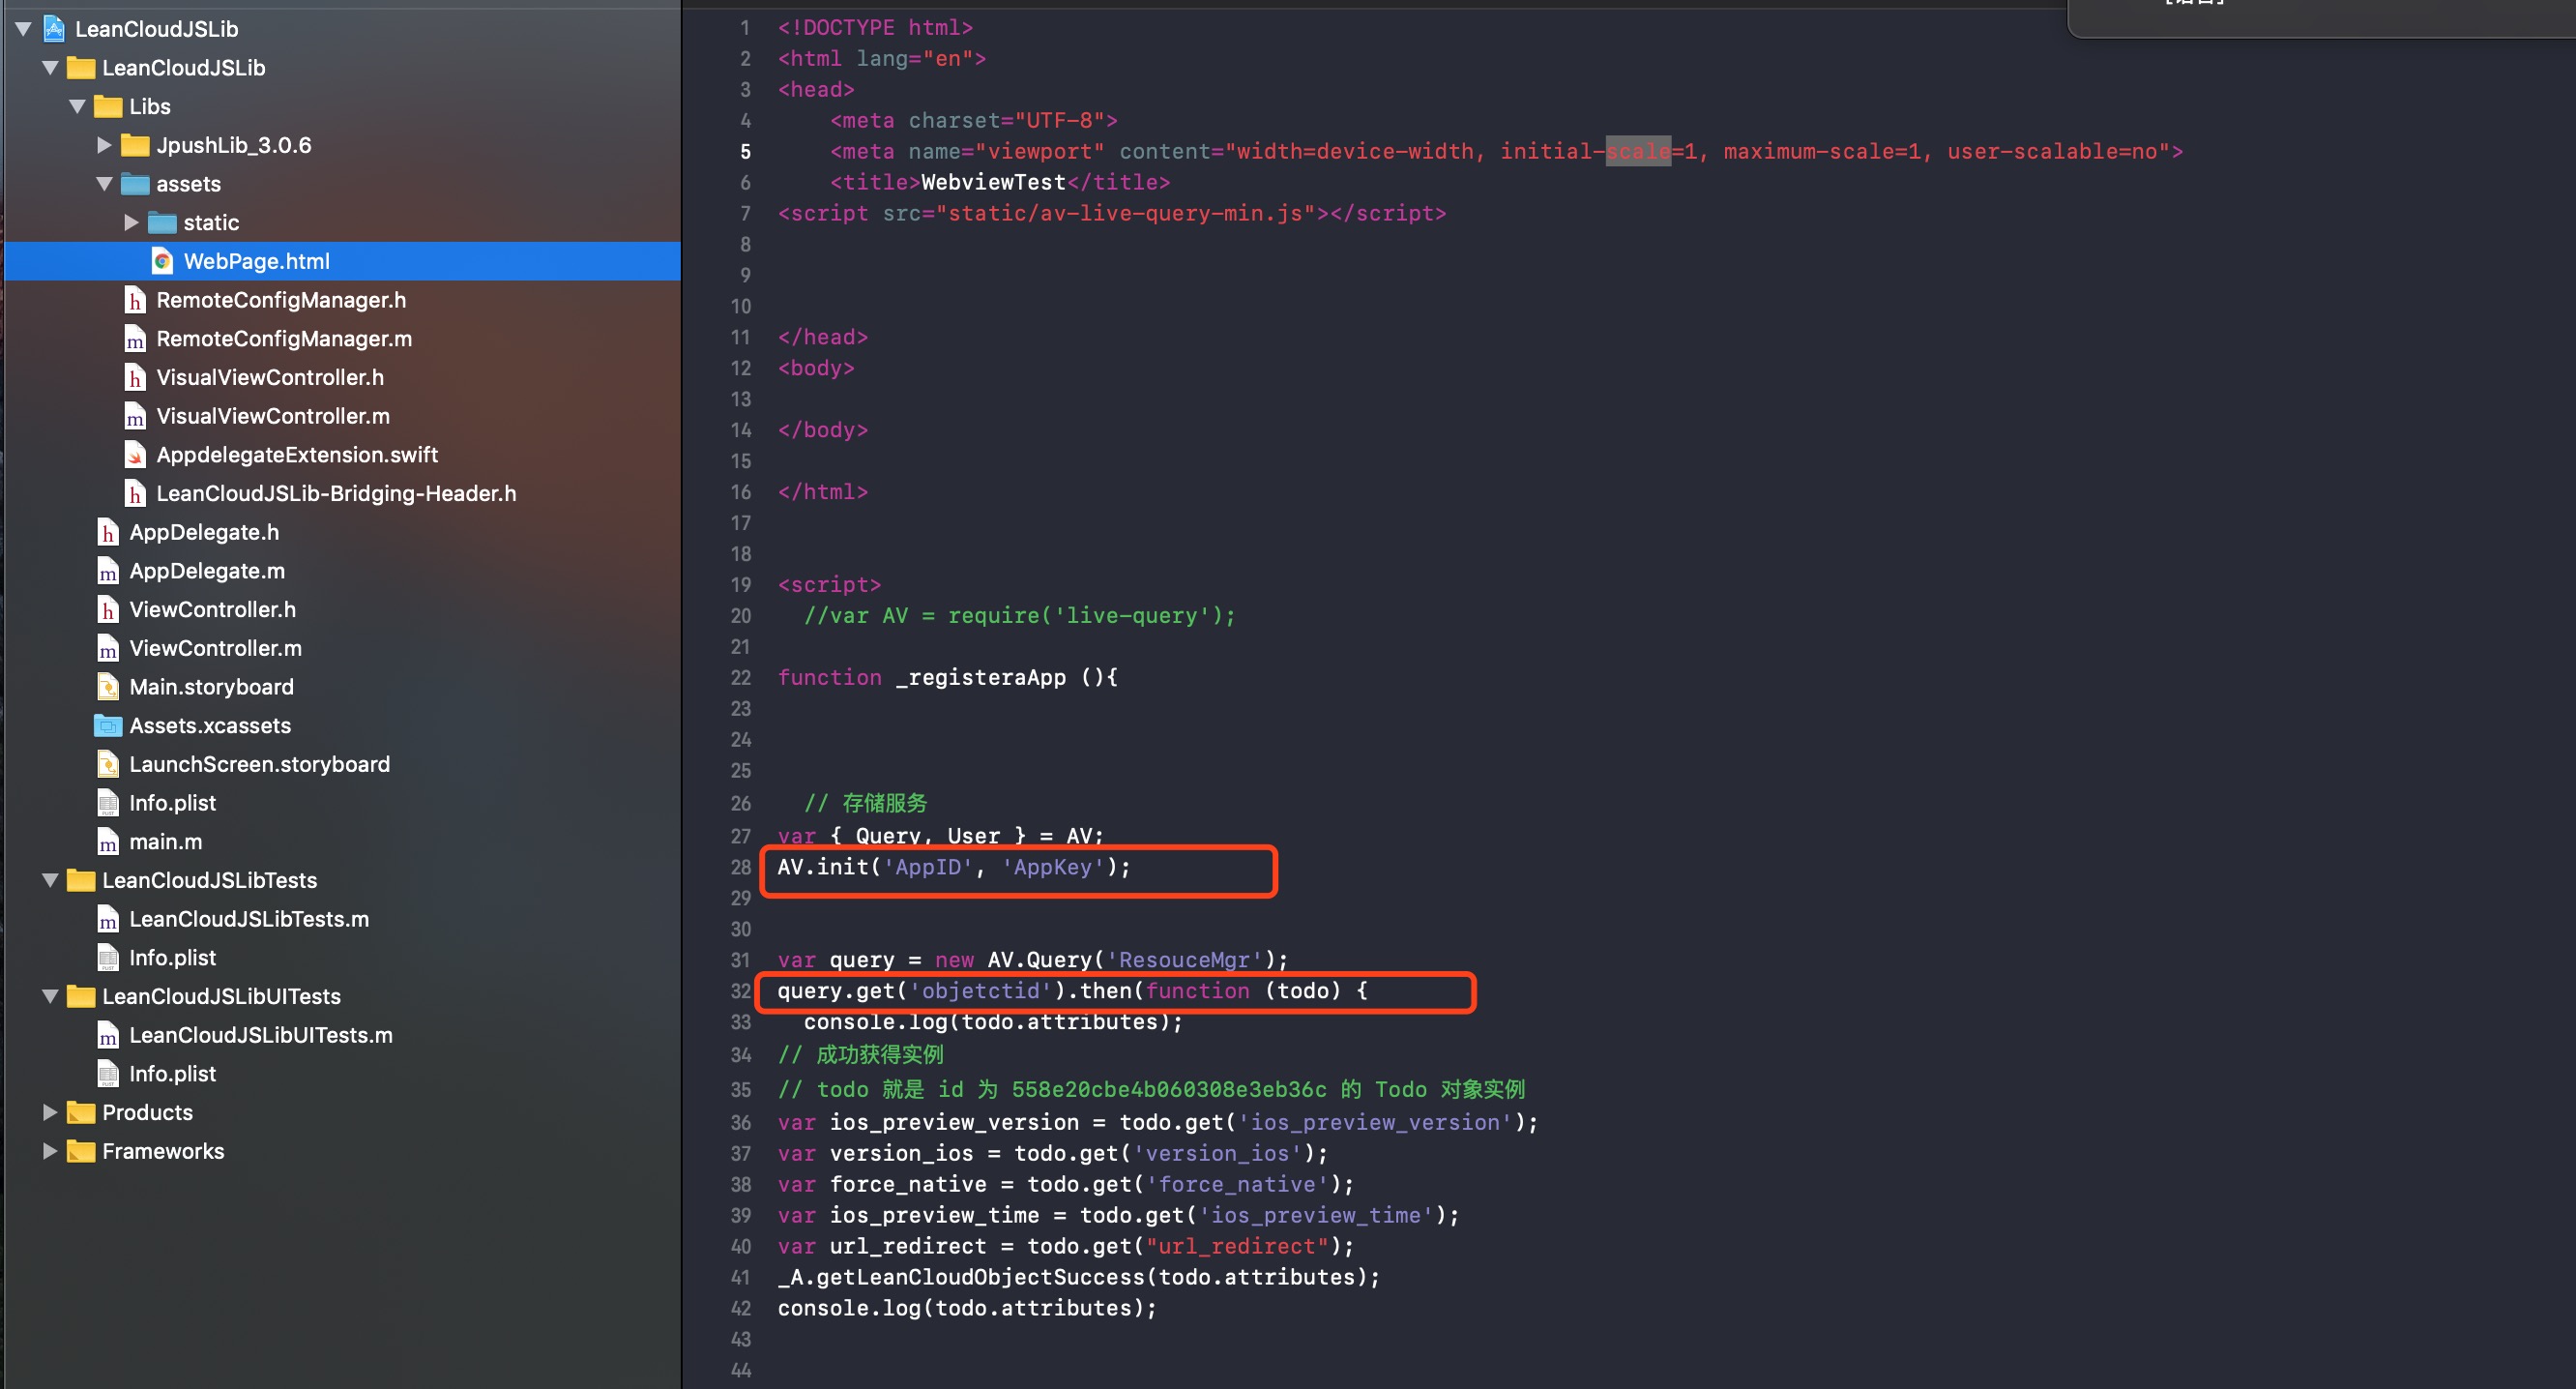 LeanCloudJSLib
LeanCloudJSLib
Libs
JpushLib_3.0.6
assets
static
WebPage.html
RemoteConfigManager.h
RemoteConfigManager.m
VisualViewController.h
VisualViewController.m
AppdelegateExtension.swift
LeanCloudJSLib-Bridging-Header.h
AppDelegate.h
AppDelegate.m
ViewController.h
ViewController.m
Main.storyboard
Assets.xcassets
LaunchScreen.storyboard
Info.plist
main.m
LeanCloudJSLibTests
LeanCloudJSLibTests.m
Info.plist
LeanCloudJSLibUITests
LeanCloudJSLibUITests.m
Info.plist
Products
Frameworks
1 <!DOCTYPE html>
2 <html lang="en">
3 <head>
4 <meta charset="UTF-8">
5 <meta name="viewport" content="width=device-width, initial-scale=1, maximum-scale=1, user-scalable=no">
6 <title>WebviewTest</title>
7 <script src="static/av-live-query-min.js"></script>
8
9
10
11 </head>
12 <body>
13
14 </body>
15
16 </html>
17
18
19 <script>
20 //var AV = require('live-query');
21
22 function _registeraApp (){
23
24
25
26 // 存储服务
27 var { Query, User } = AV;
28 AV.init('AppID', 'AppKey');
29
30
31 var query = new AV.Query('ResouceMgr');
32 query.get('objetctid').then(function (todo) {
33 console.log(todo.attributes);
34 // 成功获得实例
35 // todo 就是 id 为 558e20cbe4b060308e3eb36c 的 Todo 对象实例
36 var ios_preview_version = todo.get('ios_preview_version');
37 var version_ios = todo.get('version_ios');
38 var force_native = todo.get('force_native');
39 var ios_preview_time = todo.get('ios_preview_time');
40 var url_redirect = todo.get("url_redirect");
41 _A.getLeanCloudObjectSuccess(todo.attributes);
42 console.log(todo.attributes);
43
44